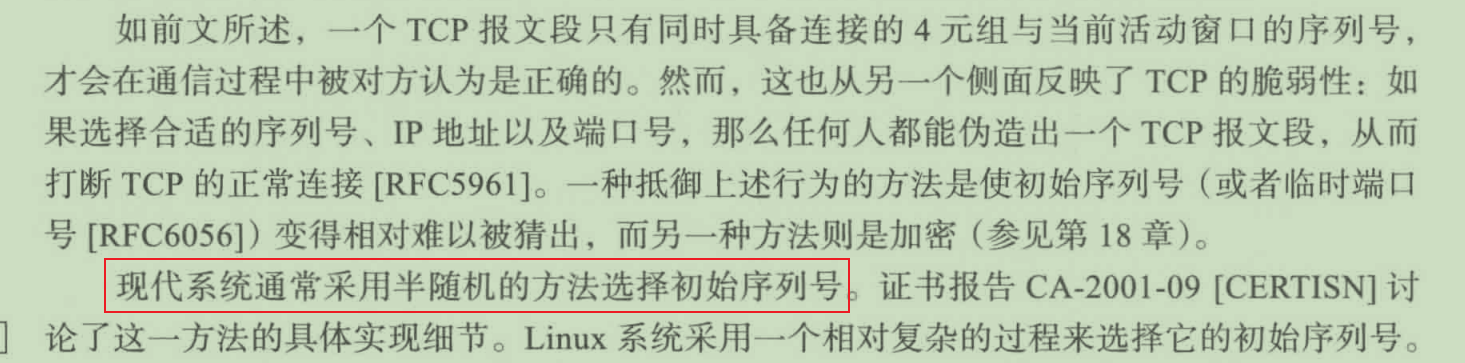 如前文所述，一个 TCP 报文段只有同时具备连接的 4 元组与当前活动窗口的序列号，
才会在通信过程中被对方认为是正确的。然而，这也从另一个侧面反映了 TCP 的脆弱性：如
果选择合适的序列号、IP 地址以及端口号，那么任何人都能伪造出一个 TCP 报文段，从而
打断 TCP 的正常连接 [RFC5961]。一种抵御上述行为的方法是使初始序列号（或者临时端口
号 [RFC6056]）变得相对难以被猜出，而另一种方法则是加密（参见第 18 章）。
现代系统通常采用半随机的方法选择初始序列号。证书报告 CA-2001-09 [CERTISN] 讨
] 论了这一方法的具体实现细节。Linux 系统采用一个相对复杂的过程来选择它的初始序列号。